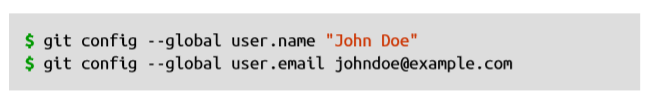 $ git config --global user.name "John Doe"
$ git config --global user.email johndoe@example.com